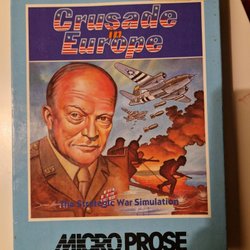 Crusade
in
Europe
The Strategic War Simulation
MICRO PROSE